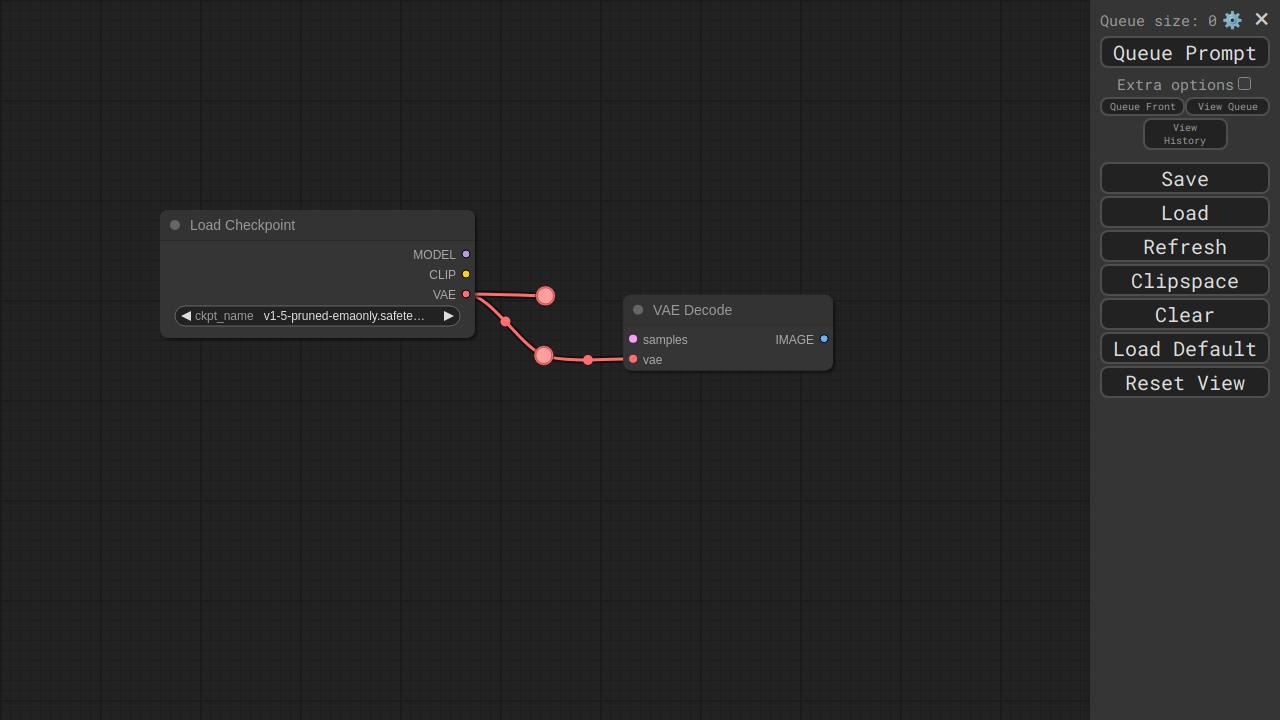 Queue size: 0
Queue Prompt
Extra options
Queue Front
View Queue
View
History
Save
Load
Refresh
Clipspace
Clear
Load Default
Reset View
Load Checkpoint
MODEL
CLIP
VAE
ckpt_name v1-5-pruned-emaonly.safete…
VAE Decode
samples IMAGE
vae